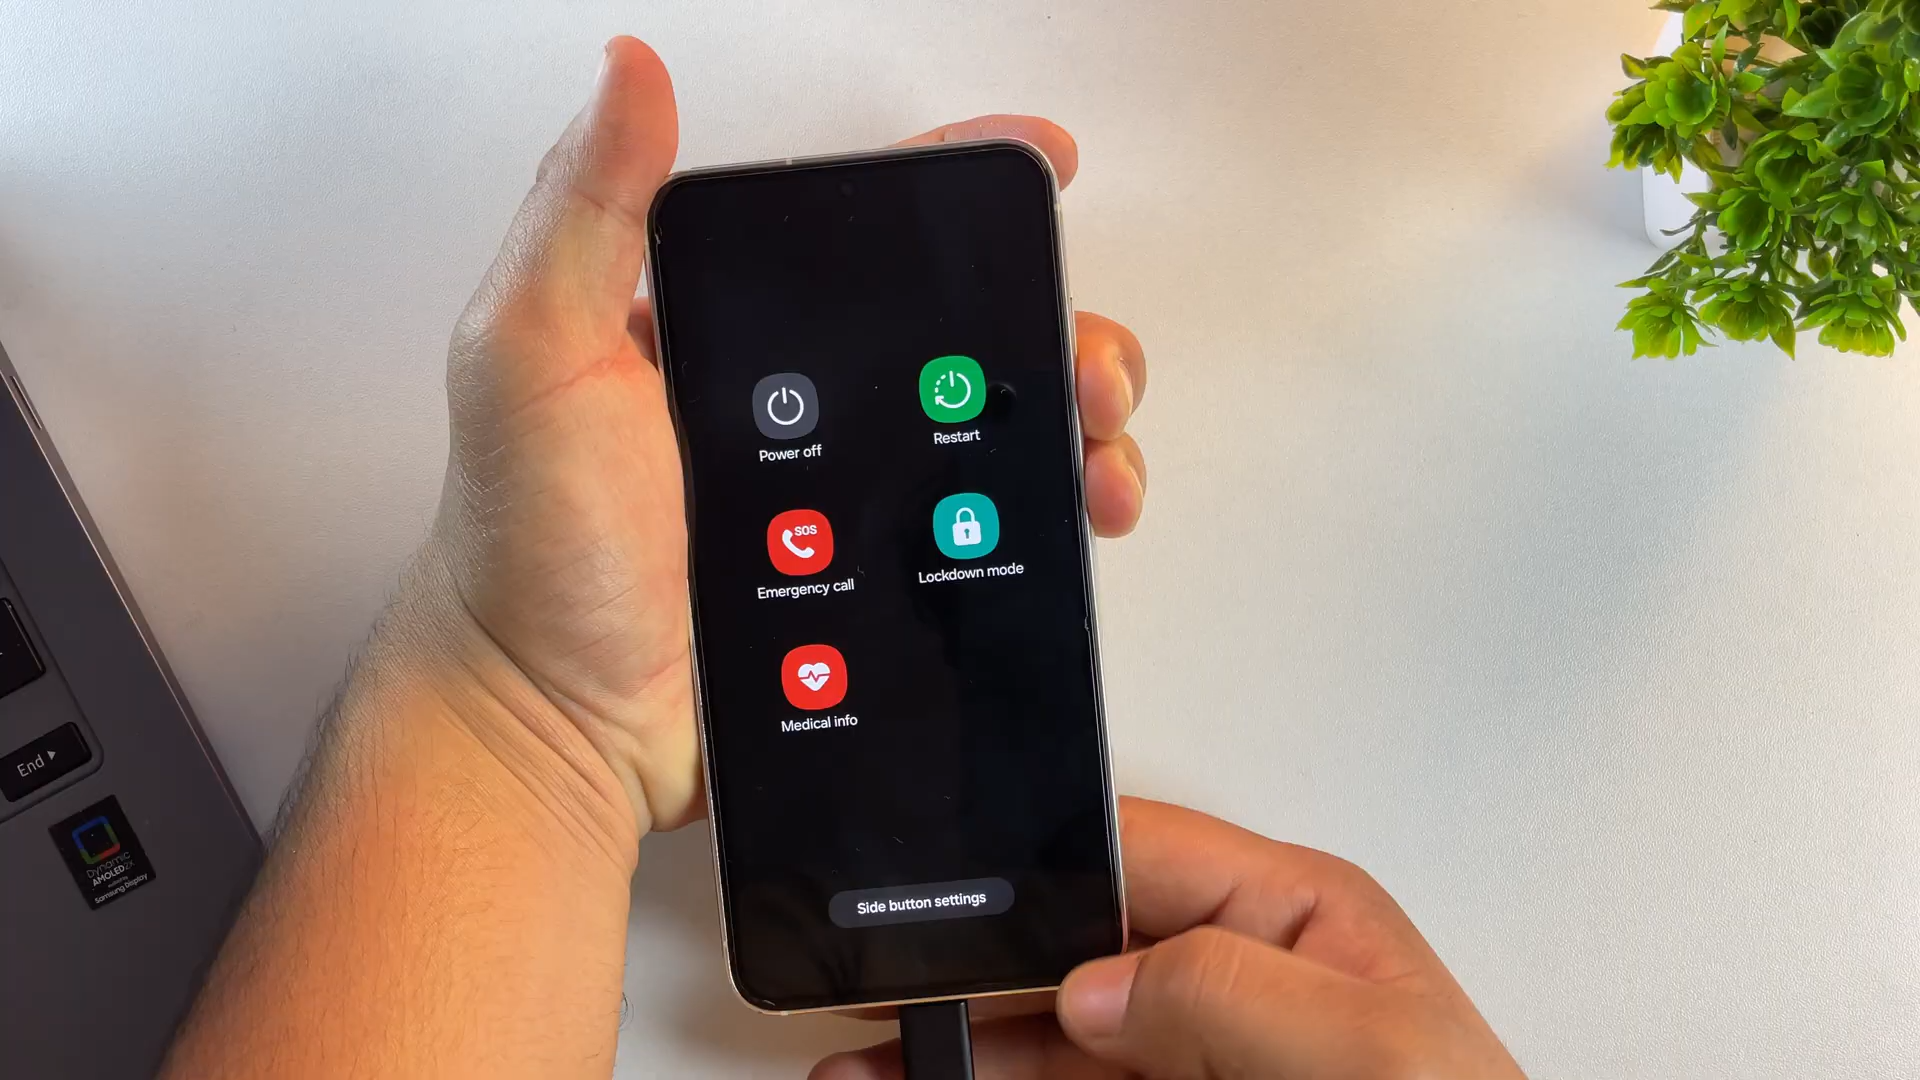 Power off
Restart
SOS
Emergency call
Lockdown mode
Medical info
Side button settings
End
Dynamic
AMOLED 2X
Samsung Display